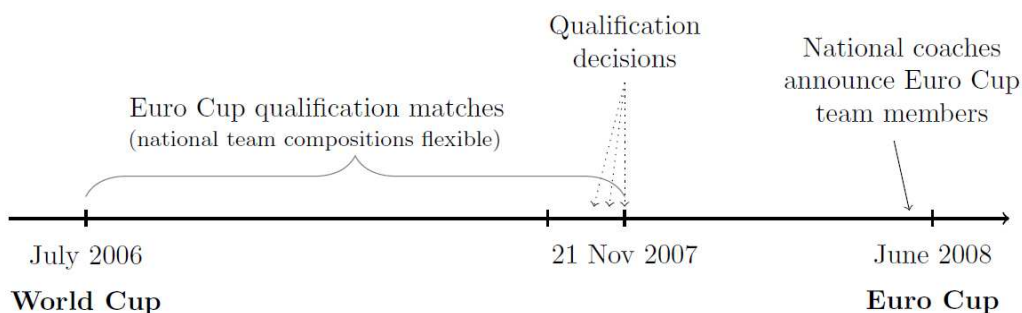 Qualification
decisions
National coaches
announce Euro Cup
team members
Euro Cup qualification matches
(national team compositions flexible)
July 2006
21 Nov 2007
June 2008
World Cup
Euro Cup